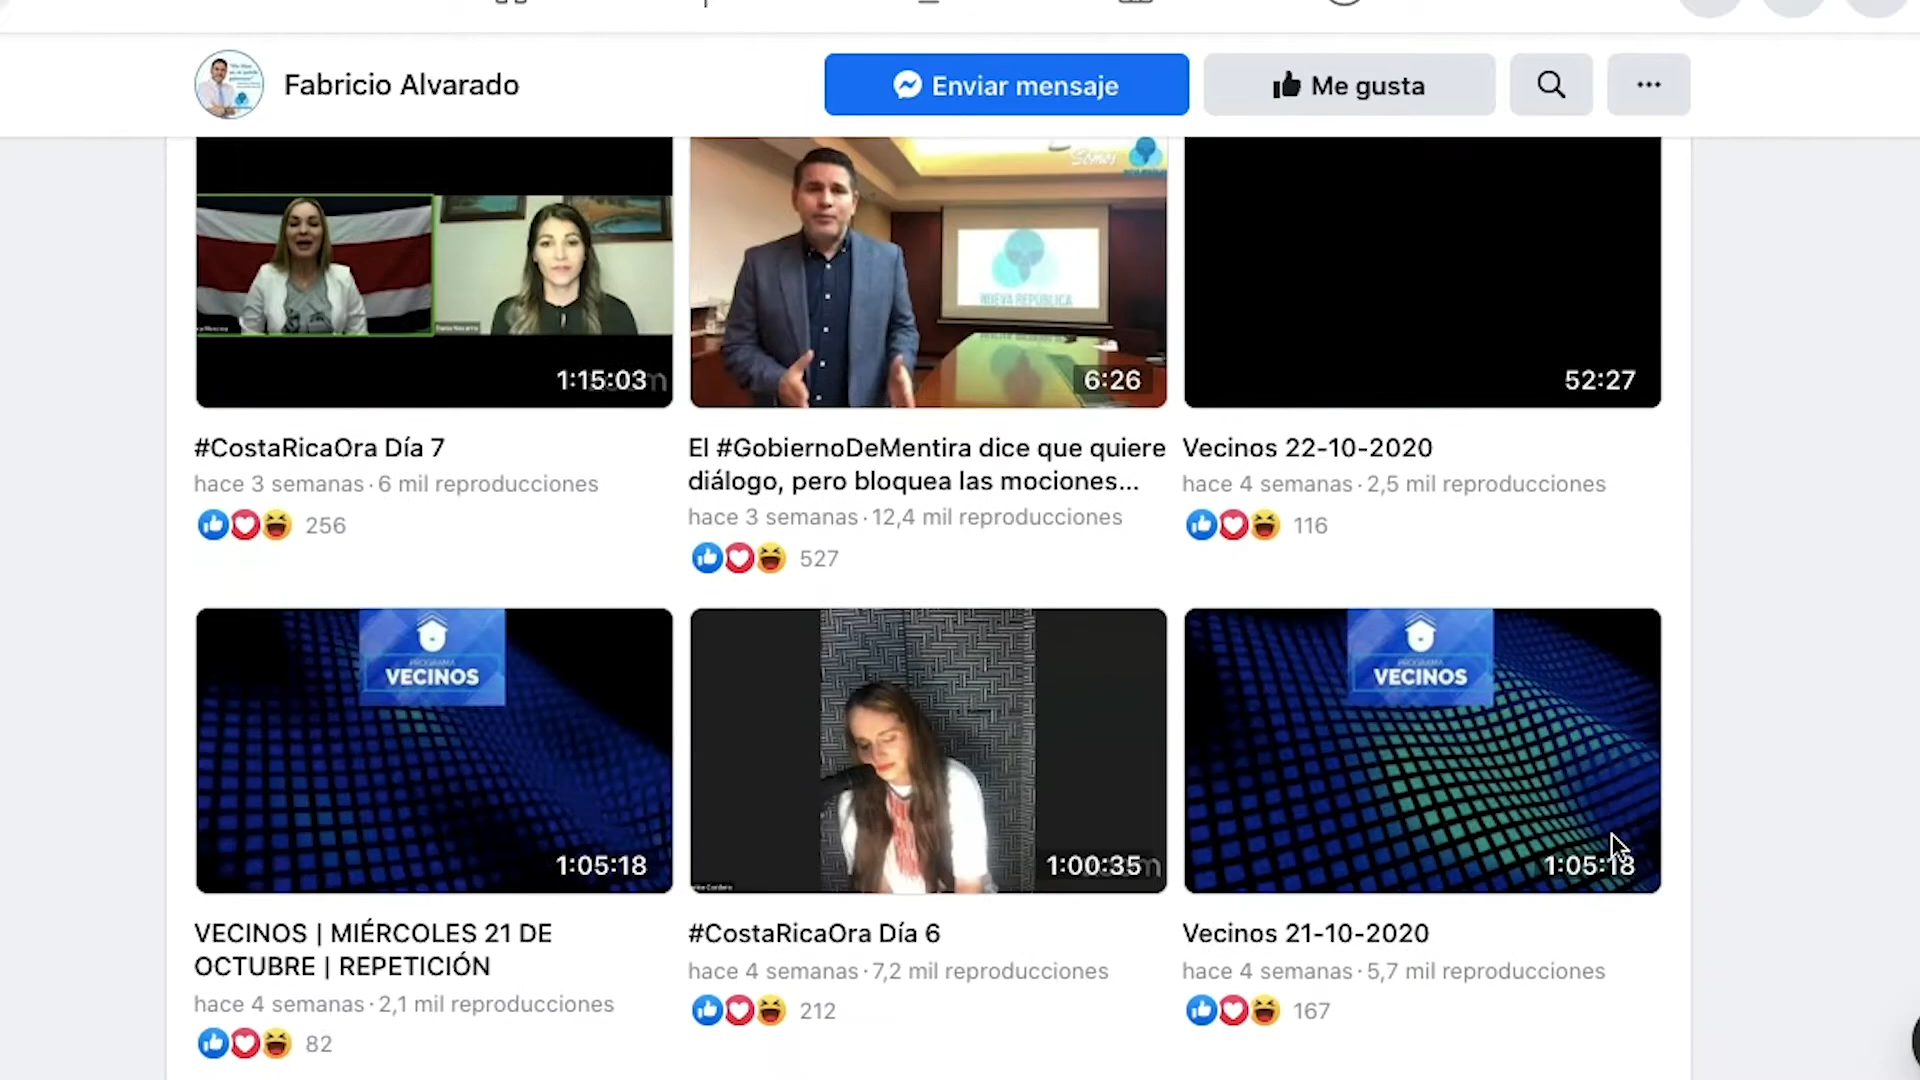 Fabricio Alvarado
Enviar mensaje
Me gusta
Somos
NUEVA REPÚBLICA
1:15:03
6:26
52:27
#CostaRicaOra Día 7
hace 3 semanas · 6 mil reproducciones
256
El #GobiernoDeMentira dice que quiere
diálogo, pero bloquea las mociones...
hace 3 semanas · 12,4 mil reproducciones
527
Vecinos 22-10-2020
hace 4 semanas · 2,5 mil reproducciones
116
PROGRAMA
VECINOS
1:05:18
1:00:35
PROGRAMA
VECINOS
1:05:18
VECINOS | MIÉRCOLES 21 DE
OCTUBRE | REPETICIÓN
hace 4 semanas · 2,1 mil reproducciones
82
#CostaRicaOra Día 6
hace 4 semanas · 7,2 mil reproducciones
212
Vecinos 21-10-2020
hace 4 semanas · 5,7 mil reproducciones
167